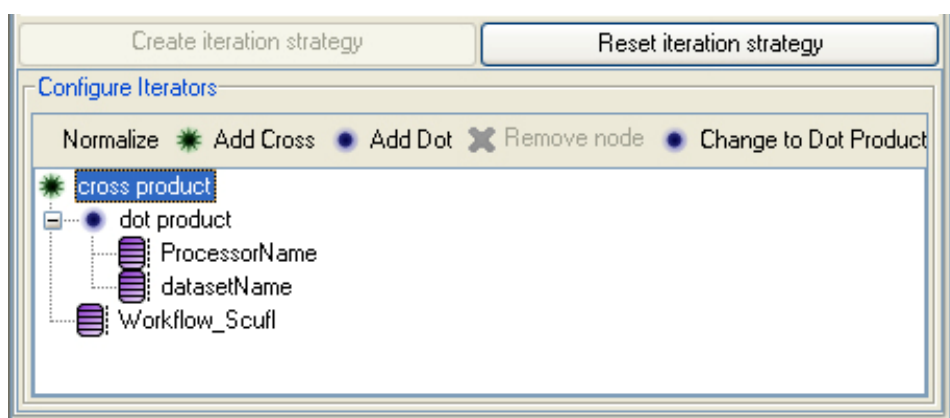 Create iteration strategy Reset iteration strategy
Configure Iterators
Normalize Add Cross Add Dot Remove node Change to Dot Product
cross product
dot product
ProcessorName
datasetName
Workflow_Scufl